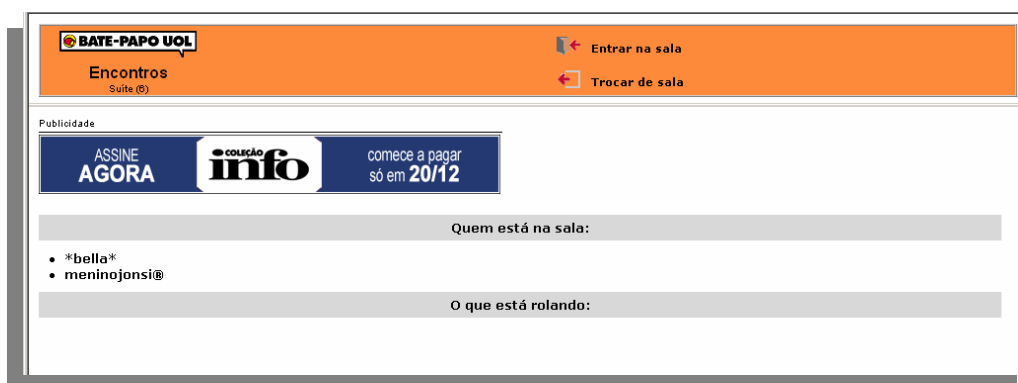 BATE-PAPO UOL
Encontros
Suíte (6)
Entrar na sala
Trocar de sala
Publicidade
ASSINE
AGORA
COLEÇÃO
info
comece a pagar
só em 20/12
Quem está na sala:
• *bella*
• meninojonsi®
O que está rolando: